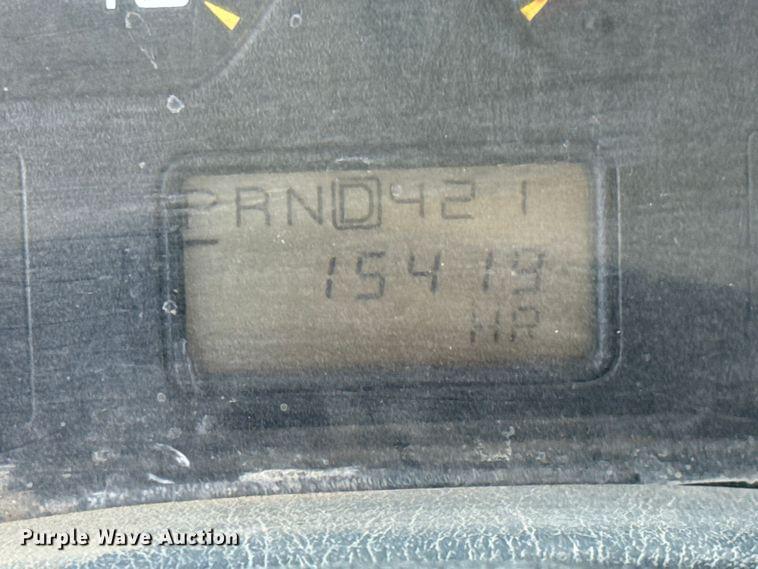 PRND421
15419
HR
Purple Wave Auction